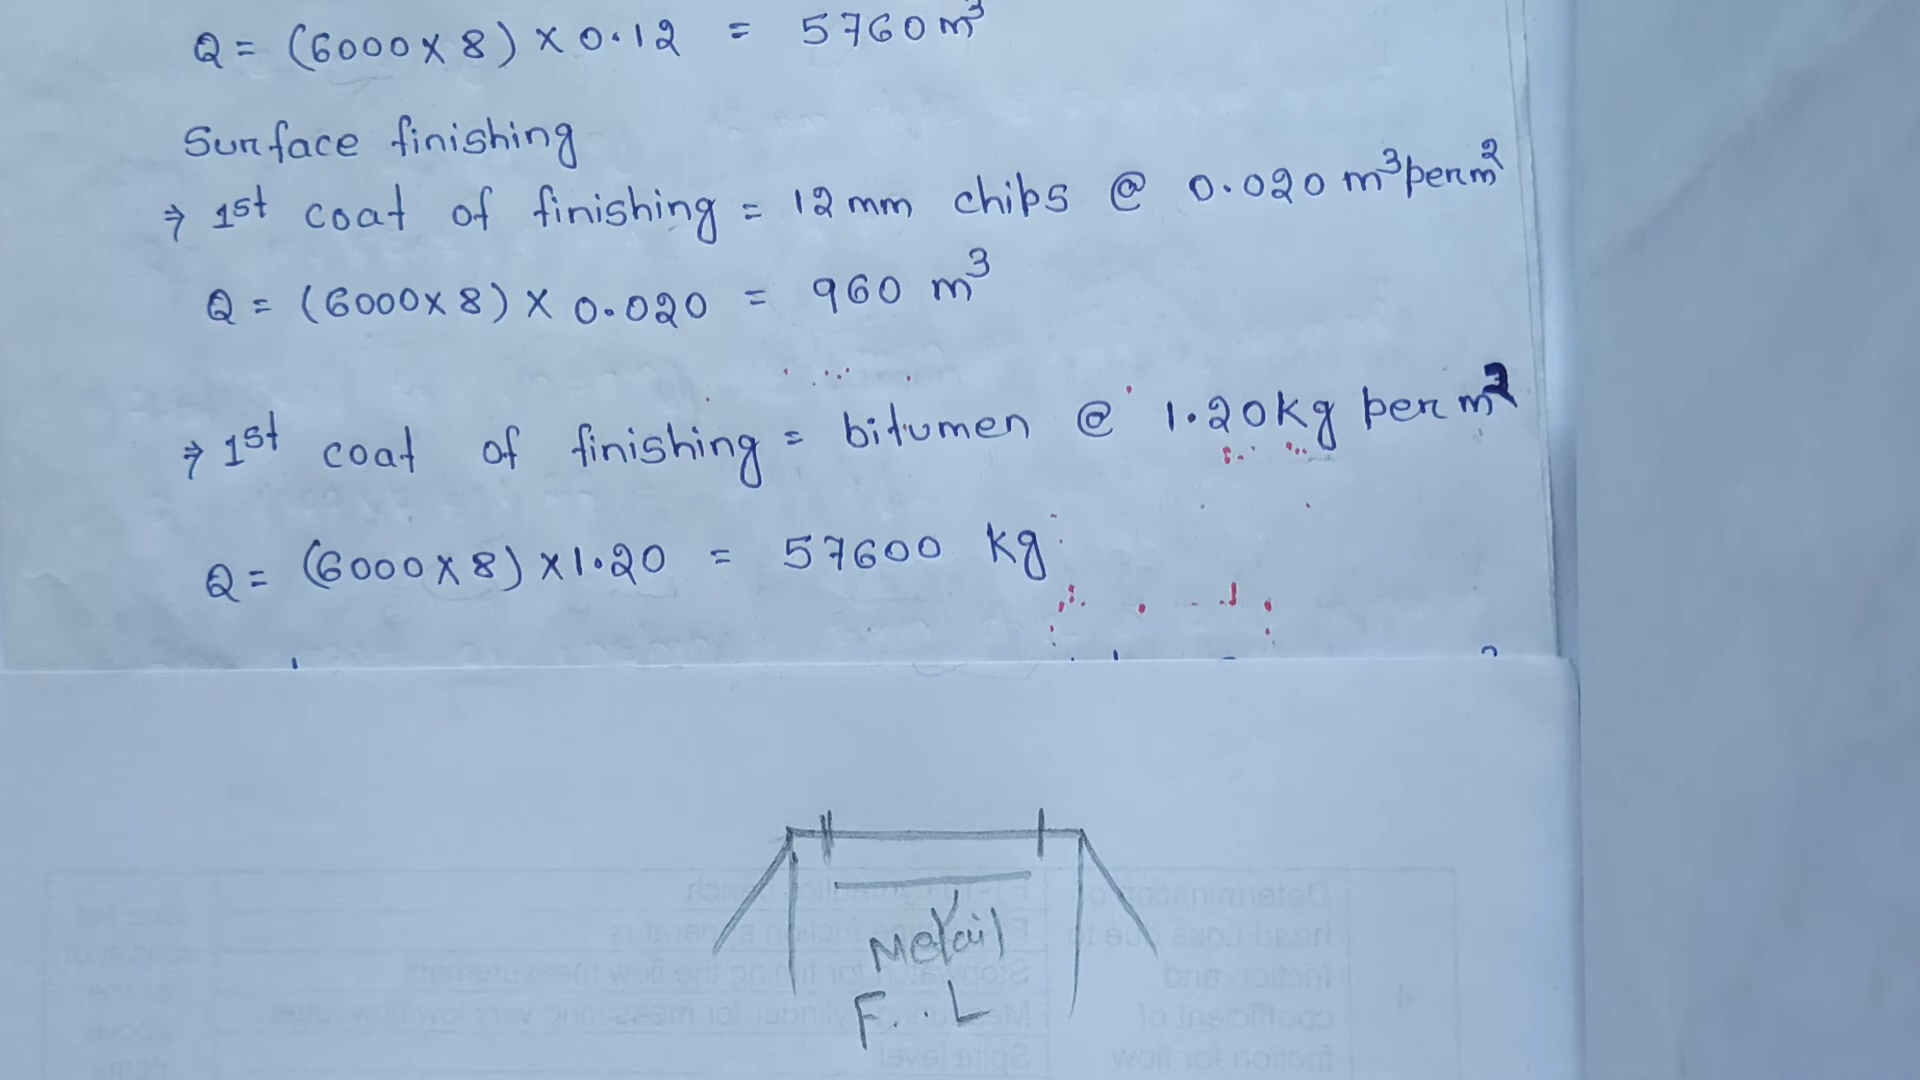 Q = (6000 × 8) × 0.12 = 5760 m³
Surface finishing
⇒ 1st coat of finishing = 12 mm chips @ 0.020 m³ per m²
Q = (6000 × 8) × 0.020 = 960 m³
⇒ 1st coat of finishing = bitumen @ 1.20 kg per m²
Q = (6000 × 8) × 1.20 = 57600 kg
F.L